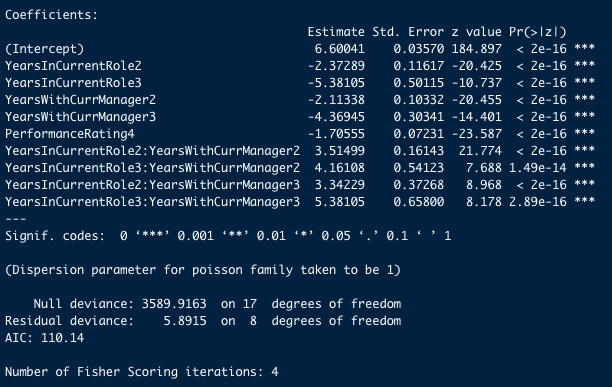 Coefficients:
                                    Estimate Std. Error z value Pr(>|z|)
(Intercept)                          6.60041    0.03570 184.897  < 2e-16 ***
YearsInCurrentRole2                 -2.37289    0.11617 -20.425  < 2e-16 ***
YearsInCurrentRole3                 -5.38105    0.50115 -10.737  < 2e-16 ***
YearsWithCurrManager2               -2.11338    0.10332 -20.455  < 2e-16 ***
YearsWithCurrManager3               -4.36945    0.30341 -14.401  < 2e-16 ***
PerformanceRating4                  -1.70555    0.07231 -23.587  < 2e-16 ***
YearsInCurrentRole2:YearsWithCurrManager2  3.51499    0.16143  21.774  < 2e-16 ***
YearsInCurrentRole3:YearsWithCurrManager2  4.16108    0.54123   7.688 1.49e-14 ***
YearsInCurrentRole2:YearsWithCurrManager3  3.34229    0.37268   8.968  < 2e-16 ***
YearsInCurrentRole3:YearsWithCurrManager3  5.38105    0.65800   8.178 2.89e-16 ***
---
Signif. codes:  0 ‘***’ 0.001 ‘**’ 0.01 ‘*’ 0.05 ‘.’ 0.1 ‘ ’ 1
(Dispersion parameter for poisson family taken to be 1)
    Null deviance: 3589.9163  on 17  degrees of freedom
Residual deviance:    5.8915  on  8  degrees of freedom
AIC: 110.14
Number of Fisher Scoring iterations: 4